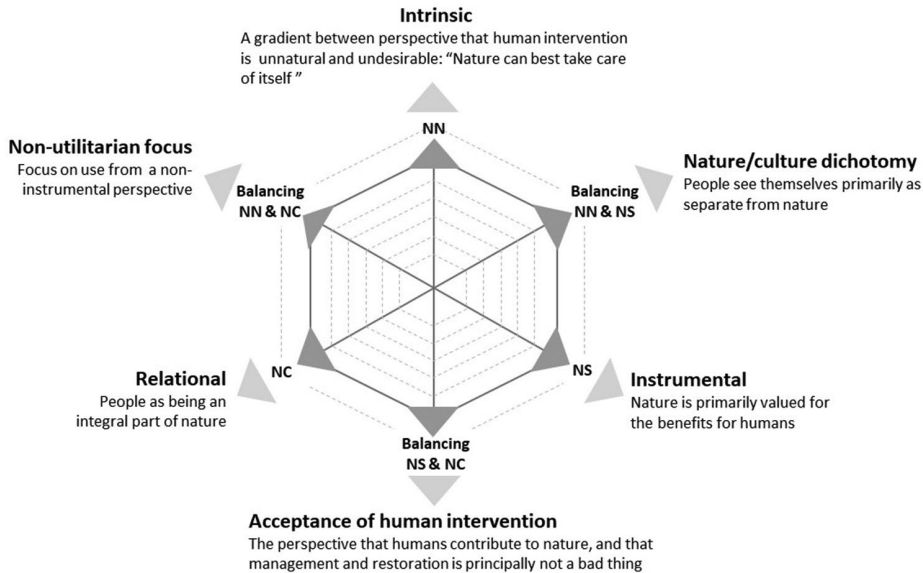 Intrinsic
A gradient between perspective that human intervention
is unnatural and undesirable: “Nature can best take care
of itself ”
NN
Non-utilitarian focus
Focus on use from a non-
instrumental perspective
Balancing
NN & NC
Balancing
NN & NS
Nature/culture dichotomy
People see themselves primarily as
separate from nature
NC
Relational
People as being an
integral part of nature
NS
Instrumental
Nature is primarily valued for
the benefits for humans
Balancing
NS & NC
Acceptance of human intervention
The perspective that humans contribute to nature, and that
management and restoration is principally not a bad thing